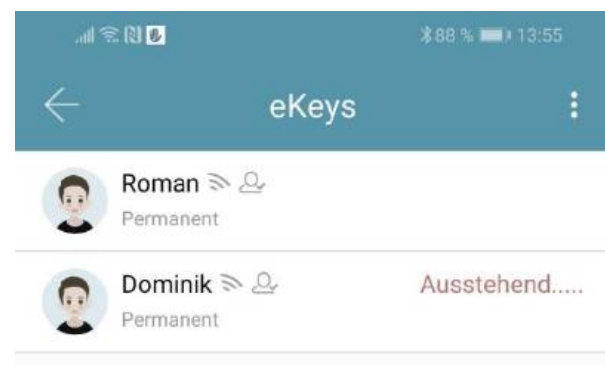 88 % 13:55
eKeys
Roman
Permanent
Dominik Ausstehend.....
Permanent